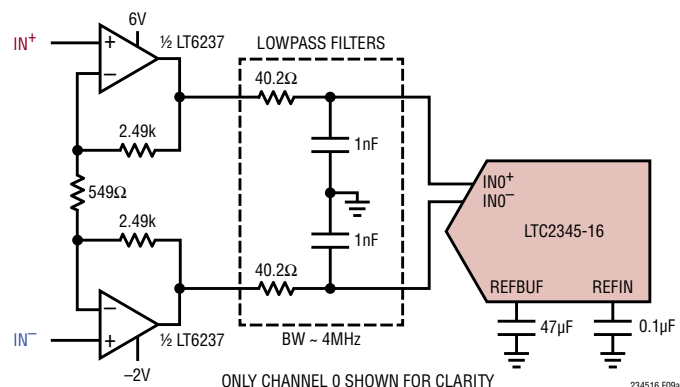 6V
IN+
½ LT6237
LOWPASS FILTERS
40.2Ω
2.49k
1nF
549Ω
IN0+
IN0−
LTC2345-16
2.49k
1nF
40.2Ω
REFBUF
REFIN
47µF
0.1µF
IN−
½ LT6237
BW ~ 4MHz
−2V
ONLY CHANNEL 0 SHOWN FOR CLARITY
234516 F09a